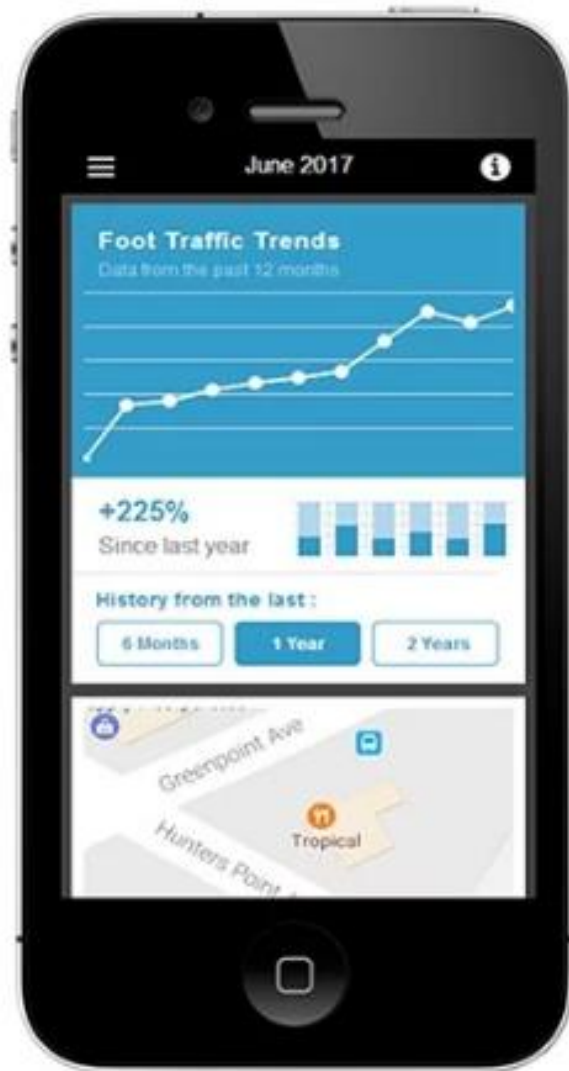 June 2017
Foot Traffic Trends
Data from the past 12 months
+225%
Since last year
History from the last :
6 Months
1 Year
2 Years
Greenpoint Ave
Hunters Point
Tropical